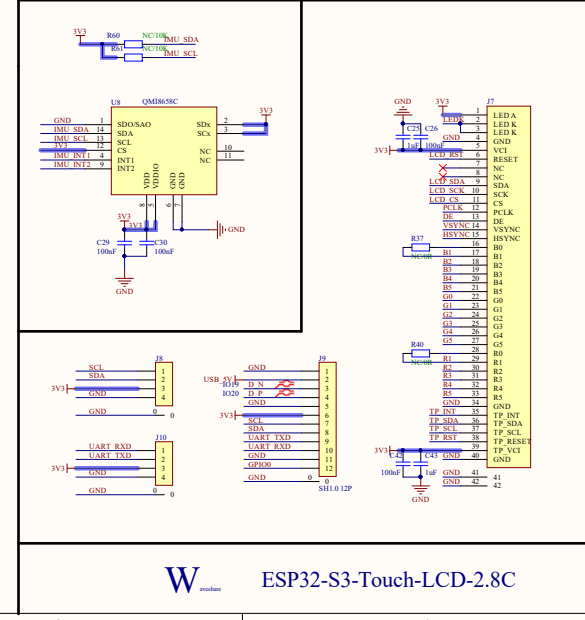 3V3
R60 NC/10K
IMU_SDA
R61 NC/10K
IMU_SCL
U8 QMI8658C
GND 1 SDO/SAO SDx 2
IMU_SDA 14 SDA SCx 3
3V3
IMU_SCL 13 SCL
3V3 12 CS NC 10
IMU_INT1 4 INT1 NC 11
IMU_INT2 9 INT2
VDD VDDIO GND GND
8 5 6 7
3V3
3V3
GND
C29 C30
100nF 100nF
GND
GND 3V3 J7
1 LED A
LEDK 2 LED K
3 LED K
C25 C26
GND 4 GND
1uF 100nF
3V3 5 VCI
LCD_RST 6 RESET
7 NC
8 NC
LCD_SDA 9 SDA
LCD_SCK 10 SCK
LCD_CS 11 CS
PCLK 12 PCLK
DE 13 DE
VSYNC 14 VSYNC
HSYNC 15 HSYNC
R37 16 B0
NC/0R B1 17 B1
B2 18 B2
B3 19 B3
B4 20 B4
B5 21 B5
G0 22 G0
G1 23 G1
G2 24 G2
G3 25 G3
G4 26 G4
G5 27 G5
R40 28 R0
NC/0R R1 29 R1
R2 30 R2
R3 31 R3
R4 32 R4
R5 33 R5
GND 34 GND
TP_INT 35 TP_INT
TP_SDA 36 TP_SDA
TP_SCL 37 TP_SCL
TP_RST 38 TP_RESET
3V3 39 TP_VCI
C42 C43 GND 40 GND
100nF 1uF
GND 41 41
GND 42 42
GND
J8
SCL 1
SDA 2
3V3 3
GND 4
GND 0 0
J10
UART_RXD 1
UART_TXD 2
3V3 3
GND 4
GND 0 0
J9
GND 1
USB_5V 2
IO19 D_N 3
IO20 D_P 4
GND 5
3V3 6
SCL 7
SDA 8
UART_TXD 9
UART_RXD 10
GND 11
GPIO0 12
GND 0 0
SH1.0 12P
Waveshare
ESP32-S3-Touch-LCD-2.8C